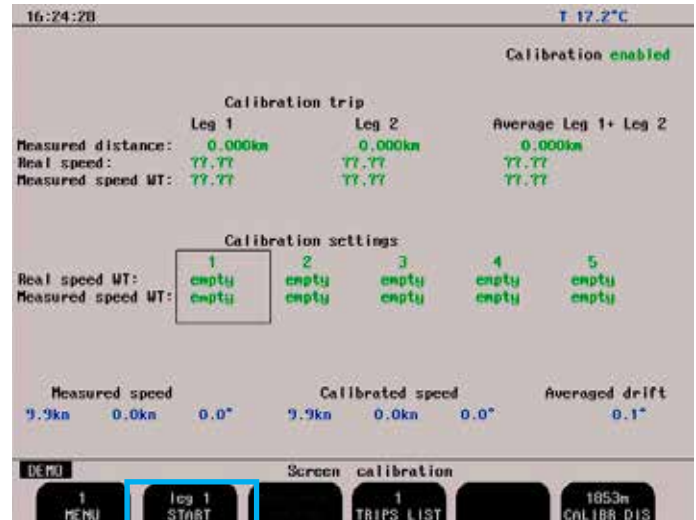 16:24:28 T 17.2°C
Calibration enabled
Calibration trip
Leg 1 Leg 2 Average Leg 1+ Leg 2
Measured distance: 0.000km 0.000km 0.000km
Real speed: ??.?? ??.?? ??.??
Measured speed WT: ??.?? ??.?? ??.??
Calibration settings
1 2 3 4 5
Real speed WT: empty empty empty empty empty
Measured speed WT: empty empty empty empty empty
Measured speed Calibrated speed Averaged drift
9.9kn 0.0kn 0.0° 9.9kn 0.0kn 0.0° 0.1°
DEMO Screen calibration
1 leg 1 1 1853m
MENU START TRIPS LIST CALIBR DIS